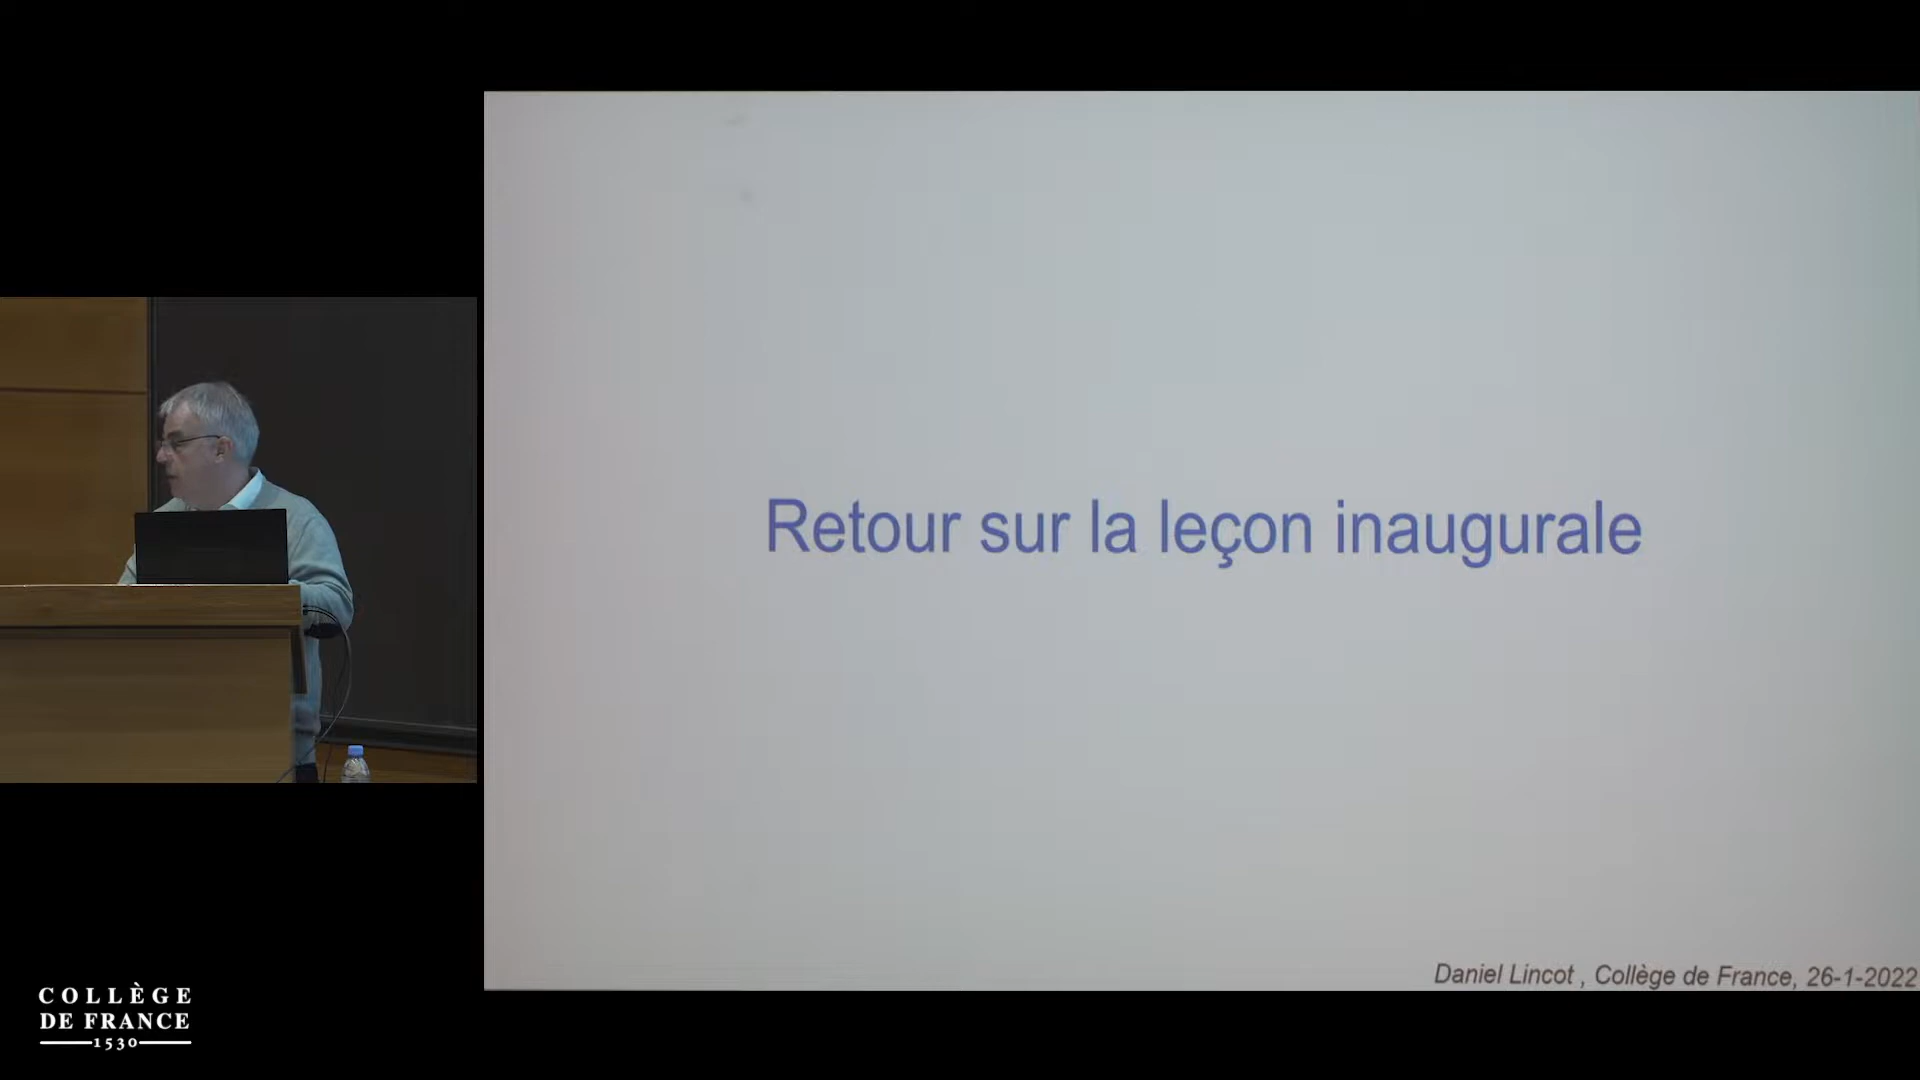 Retour sur la leçon inaugurale
Daniel Lincot , Collège de France, 26-1-2022
COLLÈGE
DE FRANCE
1530